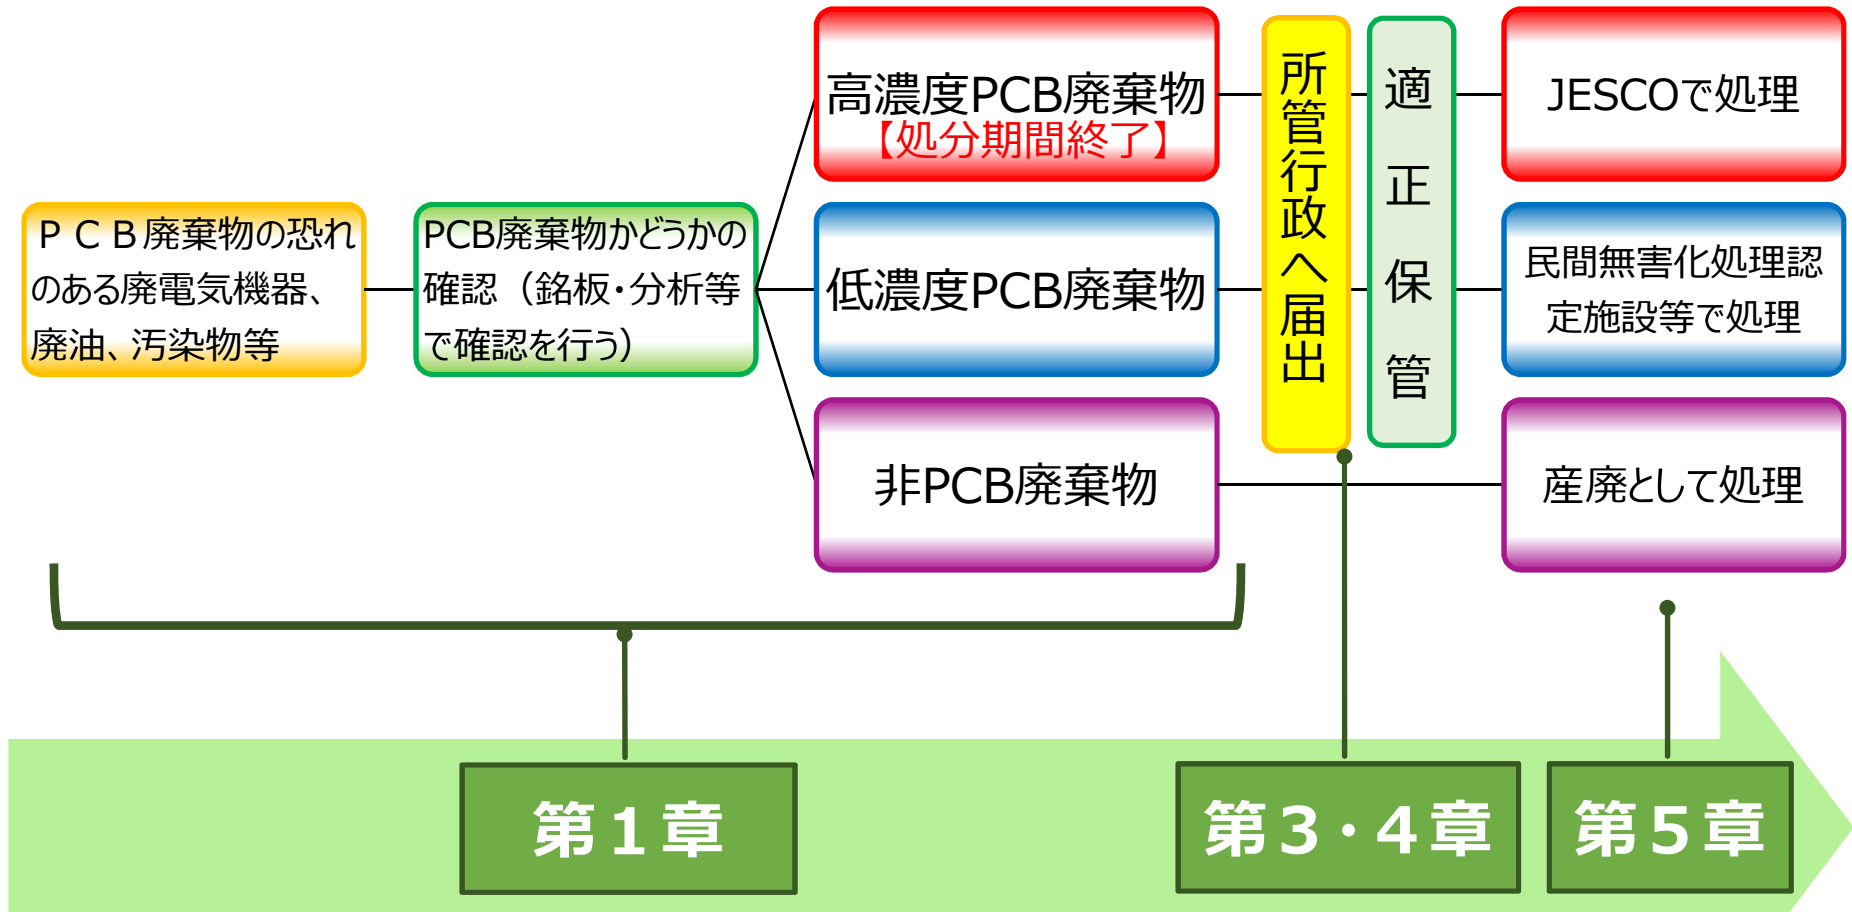 ＰＣＢ廃棄物の恐れ
のある廃電気機器、
廃油、汚染物等
PCB廃棄物かどうかの
確認（銘板・分析等
で確認を行う）
高濃度PCB廃棄物
【処分期間終了】
低濃度PCB廃棄物
非PCB廃棄物
所管行政へ届出
適正保管
JESCOで処理
民間無害化処理認
定施設等で処理
産廃として処理
第１章
第３・４章
第５章